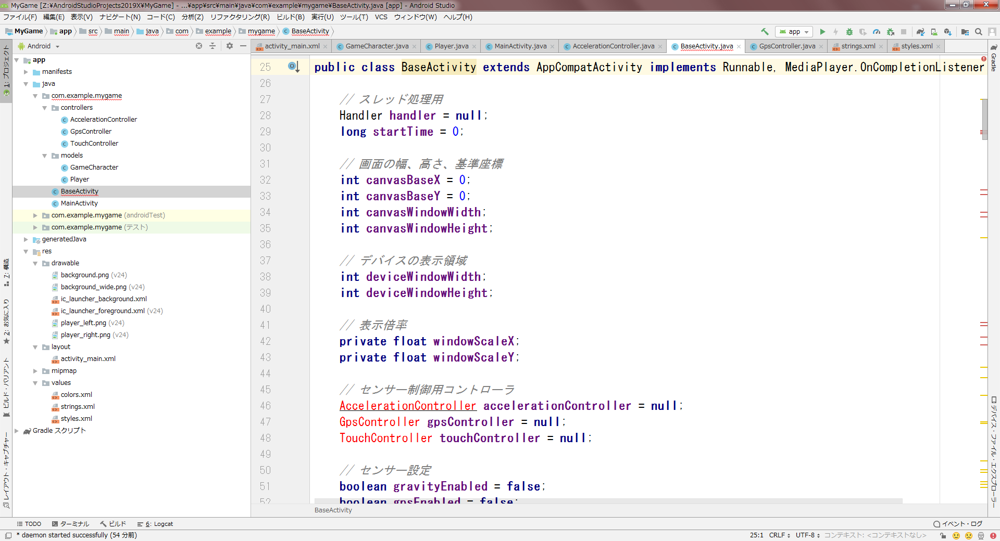 MyGame [Z:¥AndroidStudioProjects2019X¥MyGame] - ...¥app¥src¥main¥java¥com¥example¥mygame¥BaseActivity.java [app] - Android Studio
ファイル(F) 編集(E) 表示(V) ナビゲート(N) コード(C) 分析(Z) リファクタリング(R) ビルド(B) 実行(U) ツール(T) VCS ウィンドウ(W) ヘルプ(H)
MyGame app src main java com example mygame BaseActivity
app
Android
activity_main.xml GameCharacter.java Player.java MainActivity.java AccelerationController.java BaseActivity.java GpsController.java strings.xml styles.xml
1: プロジェクト
Z: 構造
2: お気に入り
ビルド・バリアント
レイアウト・キャプチャー
app
manifests
java
com.example.mygame
controllers
AccelerationController
GpsController
TouchController
models
GameCharacter
Player
BaseActivity
MainActivity
com.example.mygame (androidTest)
com.example.mygame (テスト)
generatedJava
res
drawable
background.png (v24)
background_wide.png (v24)
ic_launcher_background.xml
ic_launcher_foreground.xml (v24)
player_left.png (v24)
player_right.png (v24)
layout
activity_main.xml
mipmap
values
colors.xml
strings.xml
styles.xml
Gradle スクリプト
25 public class BaseActivity extends AppCompatActivity implements Runnable, MediaPlayer.OnCompletionListener
26
27 // スレッド処理用
28 Handler handler = null;
29 long startTime = 0;
30
31 // 画面の幅、高さ、基準座標
32 int canvasBaseX = 0;
33 int canvasBaseY = 0;
34 int canvasWindowWidth;
35 int canvasWindowHeight;
36
37 // デバイスの表示領域
38 int deviceWindowWidth;
39 int deviceWindowHeight;
40
41 // 表示倍率
42 private float windowScaleX;
43 private float windowScaleY;
44
45 // センサー制御用コントローラ
46 AccelerationController accelerationController = null;
47 GpsController gpsController = null;
48 TouchController touchController = null;
49
50 // センサー設定
51 boolean gravityEnabled = false;
52 boolean gpsEnabled = false;
BaseActivity
Gradle
デバイス・ファイル・エクスプローラー
TODO ターミナル ビルド 6: Logcat イベント・ログ
* daemon started successfully (54 分前) 25:1 CRLF UTF-8 コンテキスト: <コンテキストなし>